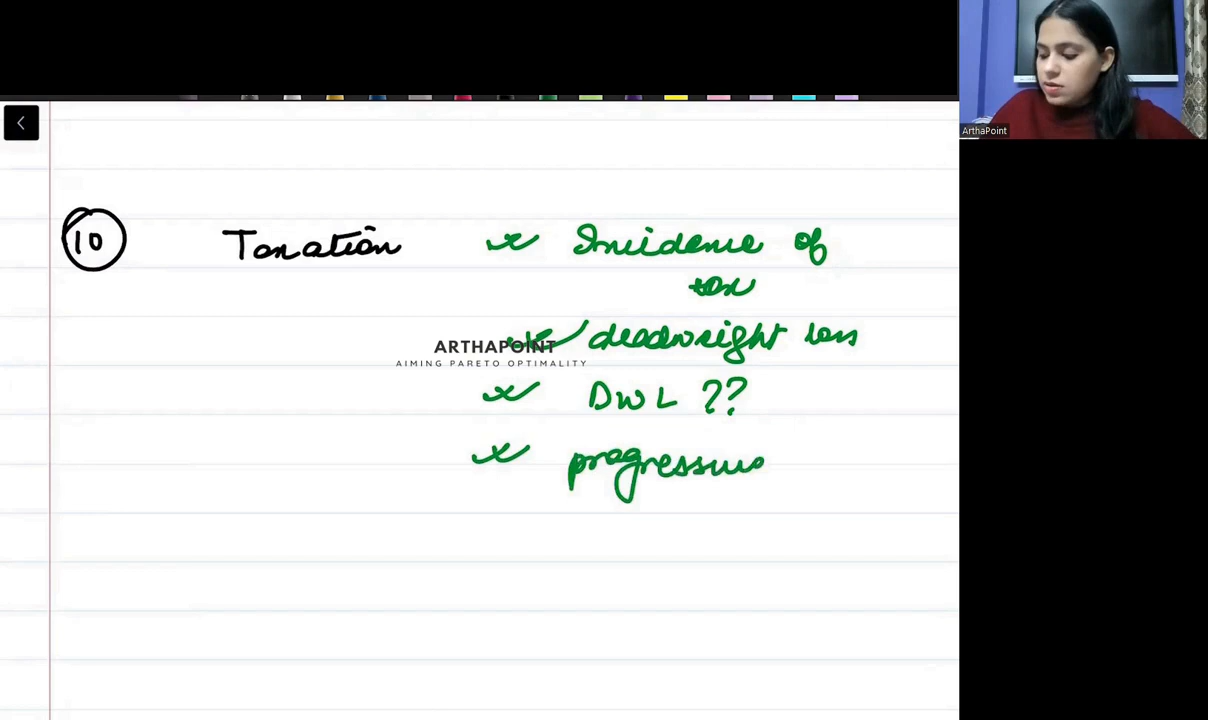 ArthaPoint
10 Taxation Incidence of
tax
deadweight loss
ARTHAPOINT
AIMING PARETO OPTIMALITY
DWL ??
progressive